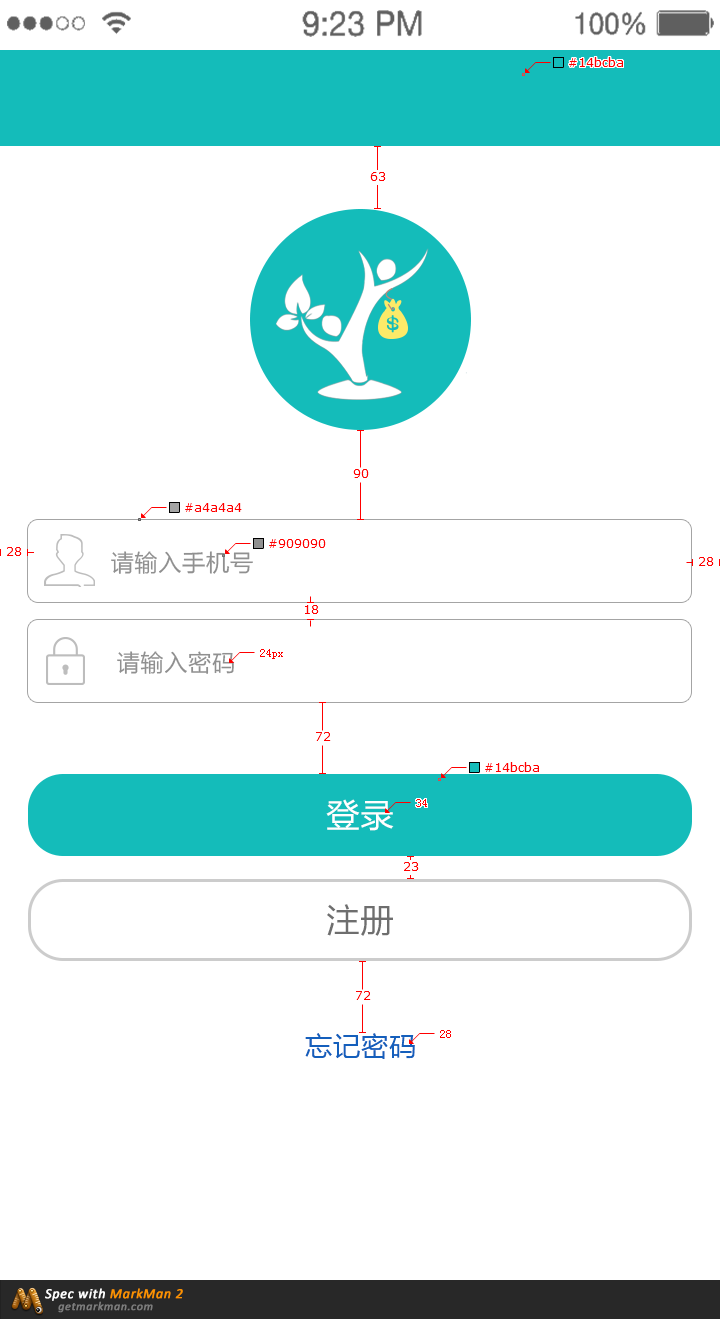 9:23 PM 100%
#14bcba
63
$
90
#a4a4a4
28 请输入手机号 #909090 28
18
请输入密码 24px
72
#14bcba
登录 34
23
注册
72
忘记密码 28
Spec with MarkMan 2
getmarkman.com